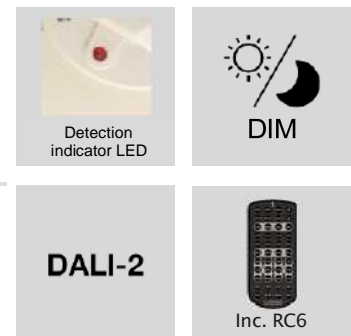 Detection
indicator LED
DIM
DALI-2
Inc. RC6